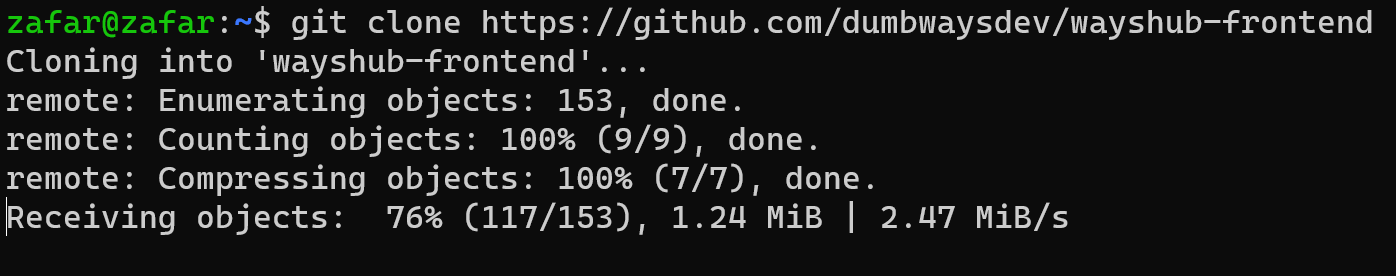 zafar@zafar:~$ git clone https://github.com/dumbwaysdev/wayshub-frontend
Cloning into 'wayshub-frontend'...
remote: Enumerating objects: 153, done.
remote: Counting objects: 100% (9/9), done.
remote: Compressing objects: 100% (7/7), done.
Receiving objects:  76% (117/153), 1.24 MiB | 2.47 MiB/s